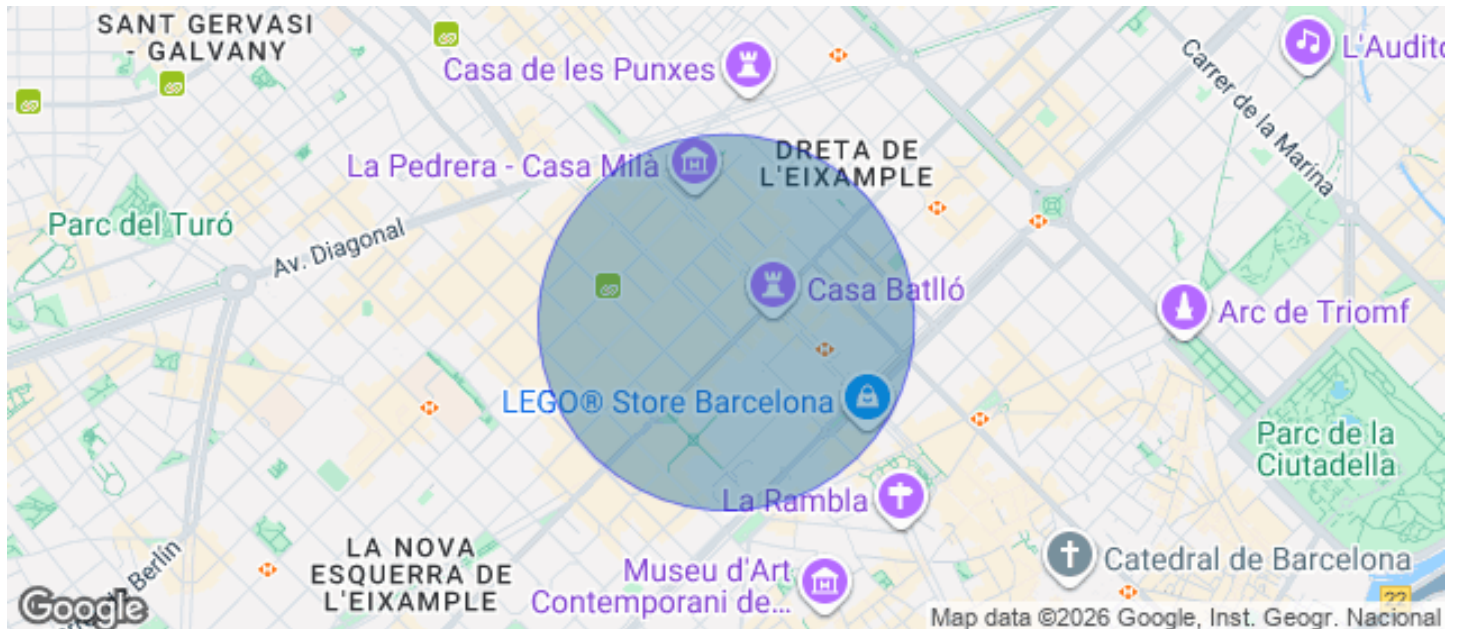 SANT GERVASI
- GALVANY
Casa de les Punxes
L'Audito
Carrer de la Marina
La Pedrera - Casa Milà
DRETA DE
L'EIXAMPLE
Parc del Turó
Av. Diagonal
Casa Batlló
Arc de Triomf
LEGO® Store Barcelona
Parc de la
Ciutadella
La Rambla
LA NOVA
ESQUERRA DE
L'EIXAMPLE
Berlín
Museu d'Art
Contemporani de...
Catedral de Barcelona
22
Google
Map data ©2026 Google, Inst. Geogr. Nacional